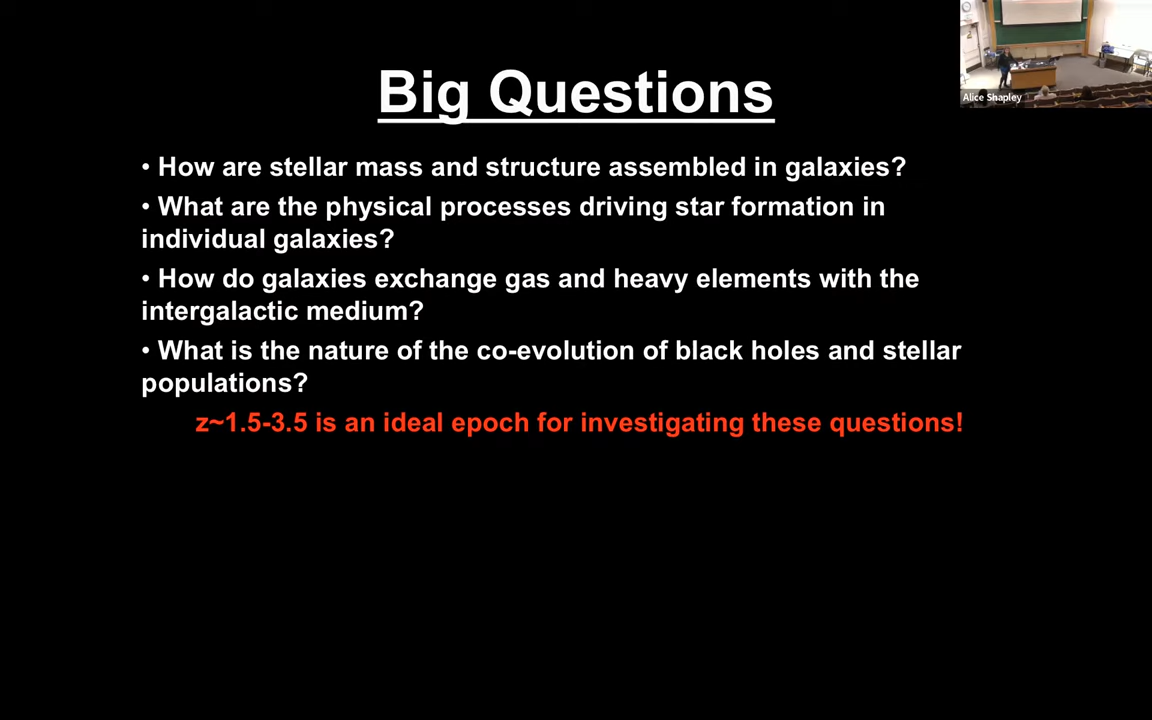 Big Questions
Alice Shapley
• How are stellar mass and structure assembled in galaxies?
• What are the physical processes driving star formation in
individual galaxies?
• How do galaxies exchange gas and heavy elements with the
intergalactic medium?
• What is the nature of the co-evolution of black holes and stellar
populations?
z~1.5-3.5 is an ideal epoch for investigating these questions!